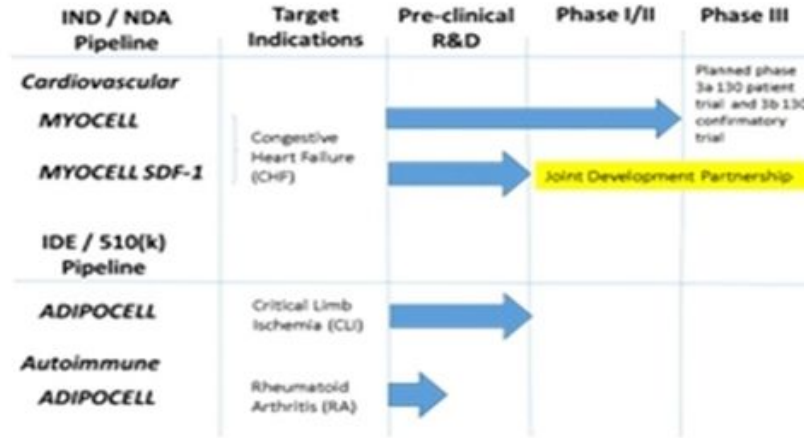 IND / NDA Pipeline
Target Indications
Pre-clinical R&D
Phase I/II
Phase III
Cardiovascular
MYOCELL
MYOCELL SDF-1
Congestive
Heart Failure
(CHF)
Planned phase
3a 130 patient
trial and 3b 130
confirmatory
trial
Joint Development Partnership
IDE / 510(k)
Pipeline
ADIPOCELL
Critical Limb
Ischemia (CLI)
Autoimmune
ADIPOCELL
Rheumatoid
Arthritis (RA)